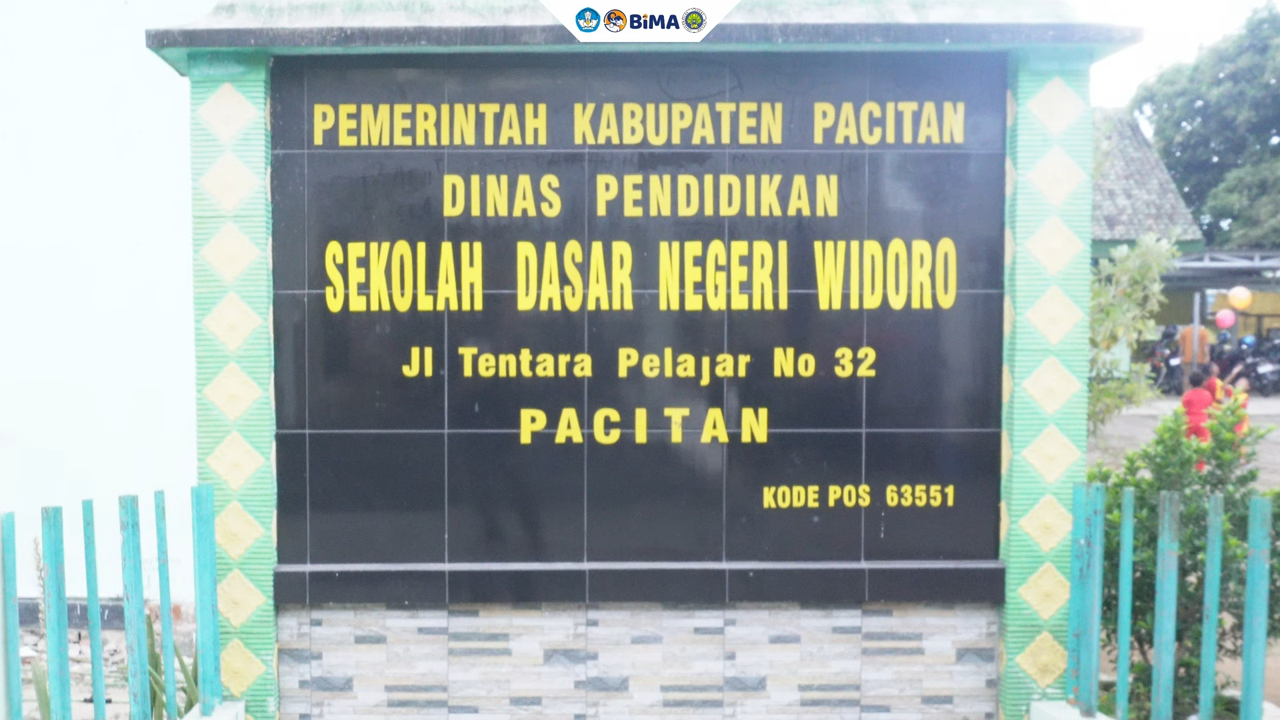 BiMA
PEMERINTAH KABUPATEN PACITAN
DINAS PENDIDIKAN
SEKOLAH DASAR NEGERI WIDORO
Jl Tentara Pelajar No 32
PACITAN
KODE POS 63551